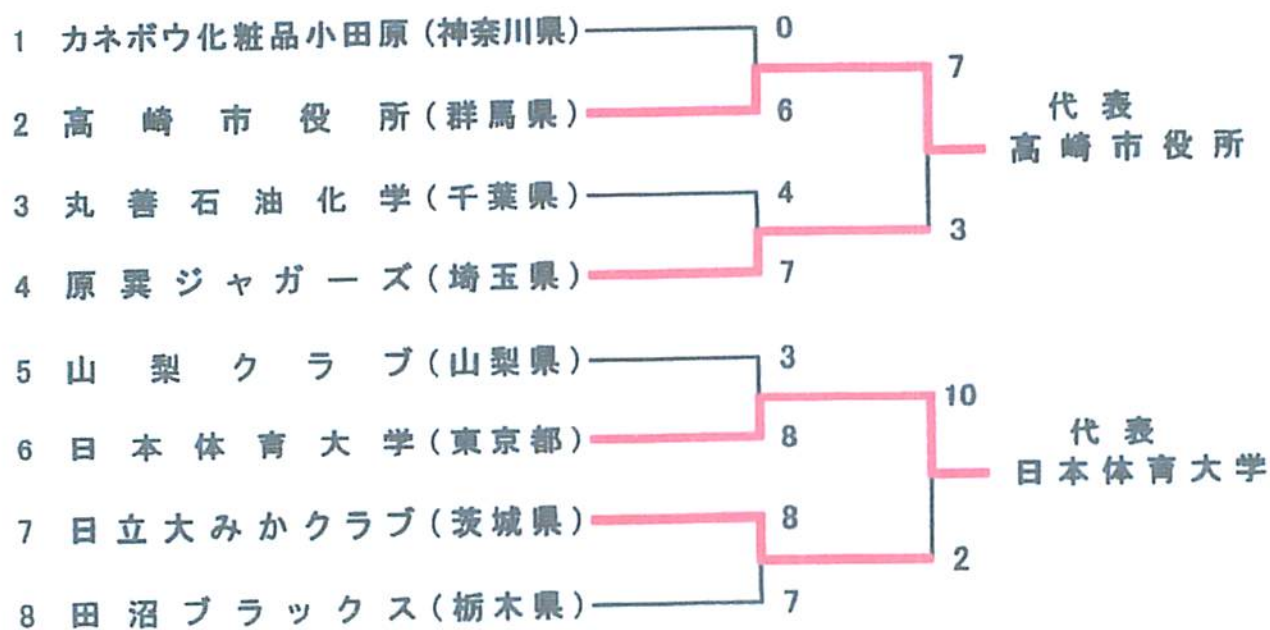 1 カネボウ化粧品小田原(神奈川県) 0
7
2 高崎市役所(群馬県) 6
代表
高崎市役所
3 丸善石油化学(千葉県) 4
3
4 原巽ジャガーズ(埼玉県) 7
5 山梨クラブ(山梨県) 3
10
6 日本体育大学(東京都) 8
代表
日本体育大学
7 日立大みかクラブ(茨城県) 8
2
8 田沼ブラックス(栃木県) 7